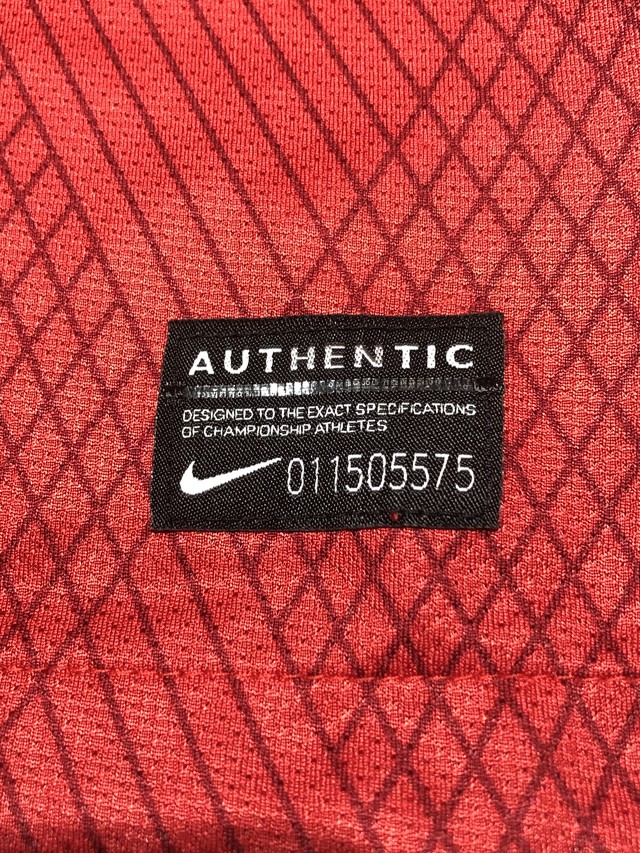 AUTHENTIC
DESIGNED TO THE EXACT SPECIFICATIONS
OF CHAMPIONSHIP ATHLETES
011505575